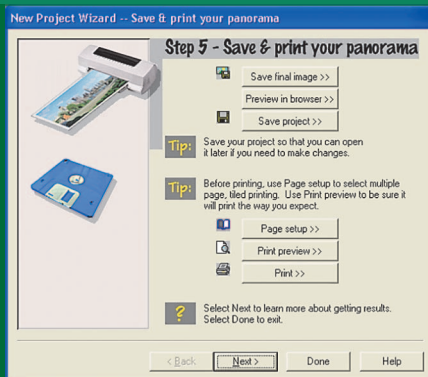 New Project Wizard -- Save & print your panorama
Step 5 - Save & print your panorama
Save final image >>
Preview in browser >>
Save project >>
Tip: Save your project so that you can open
it later if you need to make changes.
Tip: Before printing, use Page setup to select multiple
page, tiled printing. Use Print preview to be sure it
will print the way you expect.
Page setup >>
Print preview >>
Print >>
? Select Next to learn more about getting results.
Select Done to exit.
< Back Next > Done Help